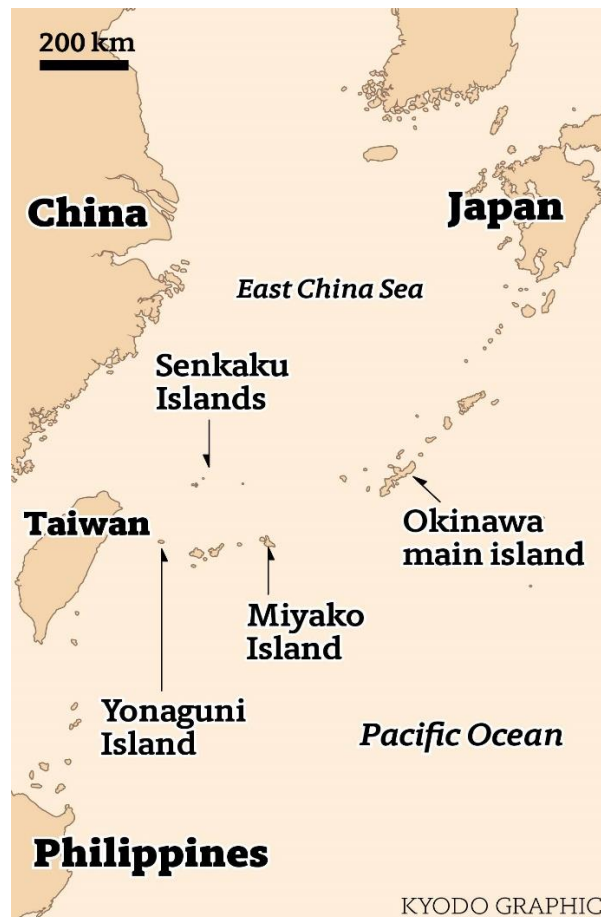 200 km
China
Japan
East China Sea
Senkaku
Islands
Taiwan
Okinawa
main island
Miyako
Island
Yonaguni
Island
Pacific Ocean
Philippines
KYODO GRAPHIC